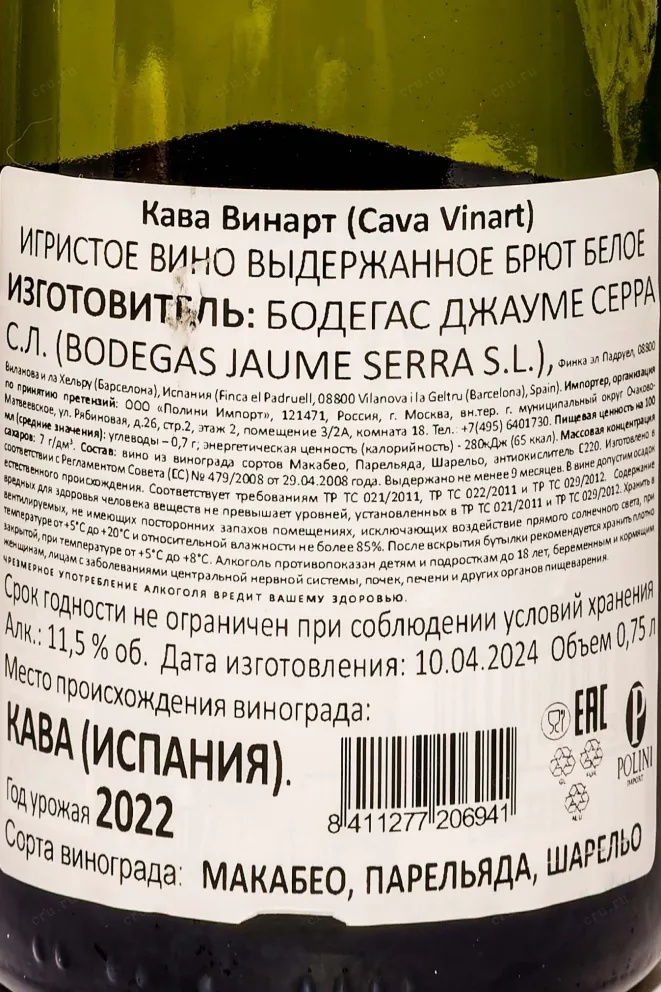 Кава Винарт (Cava Vinart)
ИГРИСТОЕ ВИНО ВЫДЕРЖАННОЕ БРЮТ БЕЛОЕ
ИЗГОТОВИТЕЛЬ: БОДЕГАС ДЖАУМЕ СЕРРА
С.Л. (BODEGAS JAUME SERRA S.L.), Финка эл Падруел, 08800
Виланова и ла Хельру (Барселона), Испания (Finca el Padruell, 08800 Vilanova i la Geltru (Barcelona), Spain). Импортер, организация
по принятию претензий: ООО «Полини Импорт», 121471, Россия, г. Москва, вн.тер. г. муниципальный округ Очаково-
Матвеевское, ул. Рябиновая, д.26, стр.2, этаж 2, помещение 3/2А, комната 18. Тел.: +7(495) 6401730. Пищевая ценность на 100
мл (средние значения): углеводы – 0,7 г; энергетическая ценность (калорийность) - 280кДж (65 ккал). Массовая концентрация
сахаров: 7 г/дм³. Состав: вино из винограда сортов Макабео, Парельяда, Шарельо, антиокислитель Е220. Изготовлено в
соответствии с Регламентом Совета (ЕС) № 479/2008 от 29.04.2008 года. Выдержано не менее 9 месяцев. В вине допустим осадок
естественного происхождения. Соответствует требованиям ТР ТС 021/2011, ТР ТС 022/2011 и ТР ТС 029/2012. Содержание
вредных для здоровья человека веществ не превышает уровней, установленных в ТР ТС 021/2011 и ТР ТС 029/2012. Хранить в
вентилируемых, не имеющих посторонних запахов помещениях, исключающих воздействие прямого солнечного света, при
температуре от +5°С до +20°С и относительной влажности не более 85%. После вскрытия бутылки рекомендуется хранить плотно
закрытой, при температуре от +5°С до +8°С. Алкоголь противопоказан детям и подросткам до 18 лет, беременным и кормящим
женщинам, лицам с заболеваниями центральной нервной системы, почек, печени и других органов пищеварения.
ЧРЕЗМЕРНОЕ УПОТРЕБЛЕНИЕ АЛКОГОЛЯ ВРЕДИТ ВАШЕМУ ЗДОРОВЬЮ.
Срок годности не ограничен при соблюдении условий хранения
Алк.: 11,5 % об. Дата изготовления: 10.04.2024 Объем 0,75 л
Место происхождения винограда:
КАВА (ИСПАНИЯ).
Год урожая 2022
8 411277 206941
EAC
P
POLINI
IMPORT
GL
FOR
ALU
Сорта винограда: МАКАБЕО, ПАРЕЛЬЯДА, ШАРЕЛЬО
cru.ru